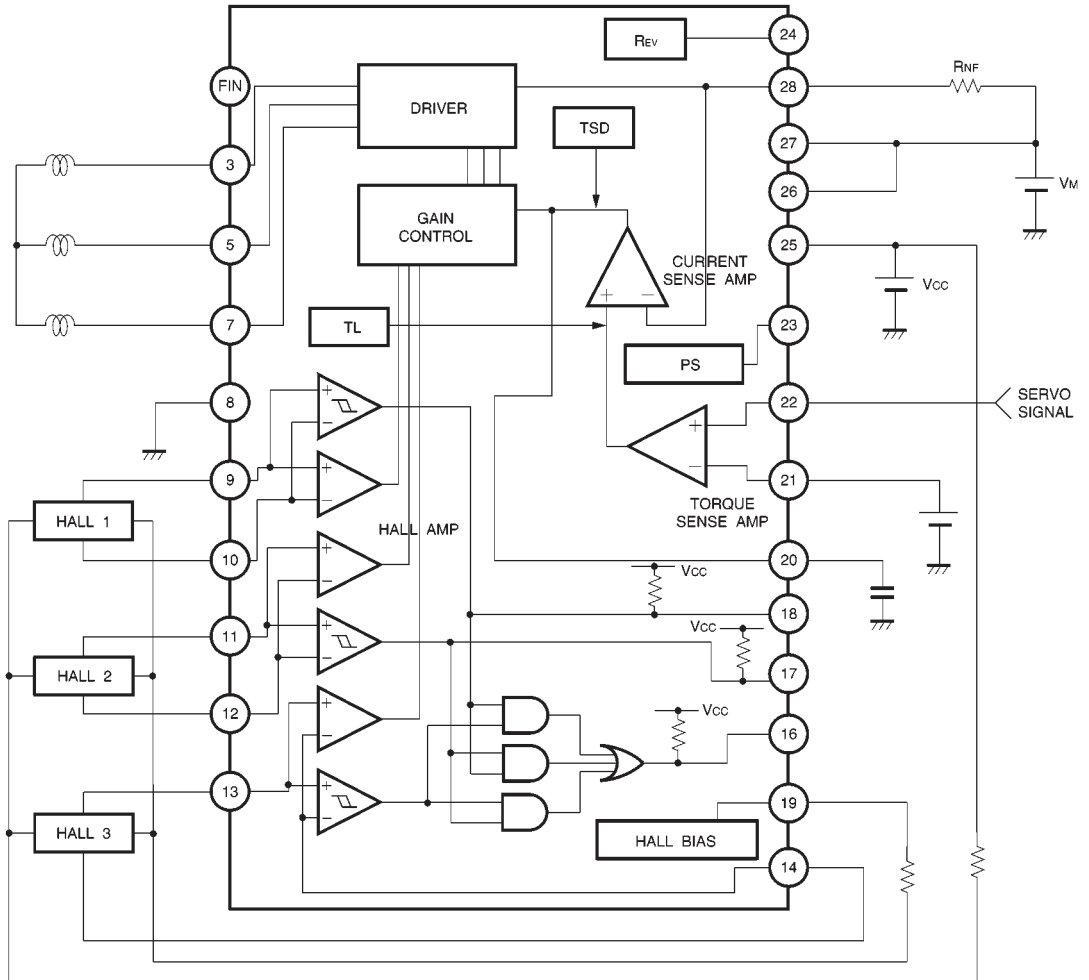 REV
24
FIN
DRIVER
28
RNF
TSD
27
3
26
VM
GAIN
CONTROL
5
25
CURRENT
SENSE AMP
+ −
VCC
7
TL
23
PS
8
+
−
22
SERVO
SIGNAL
+
−
9
+
−
21
HALL 1
HALL AMP
TORQUE
SENSE AMP
10
+
−
20
VCC
11
+
−
18
VCC
HALL 2
17
12
+
−
VCC
16
13
+
−
19
HALL 3
HALL BIAS
14